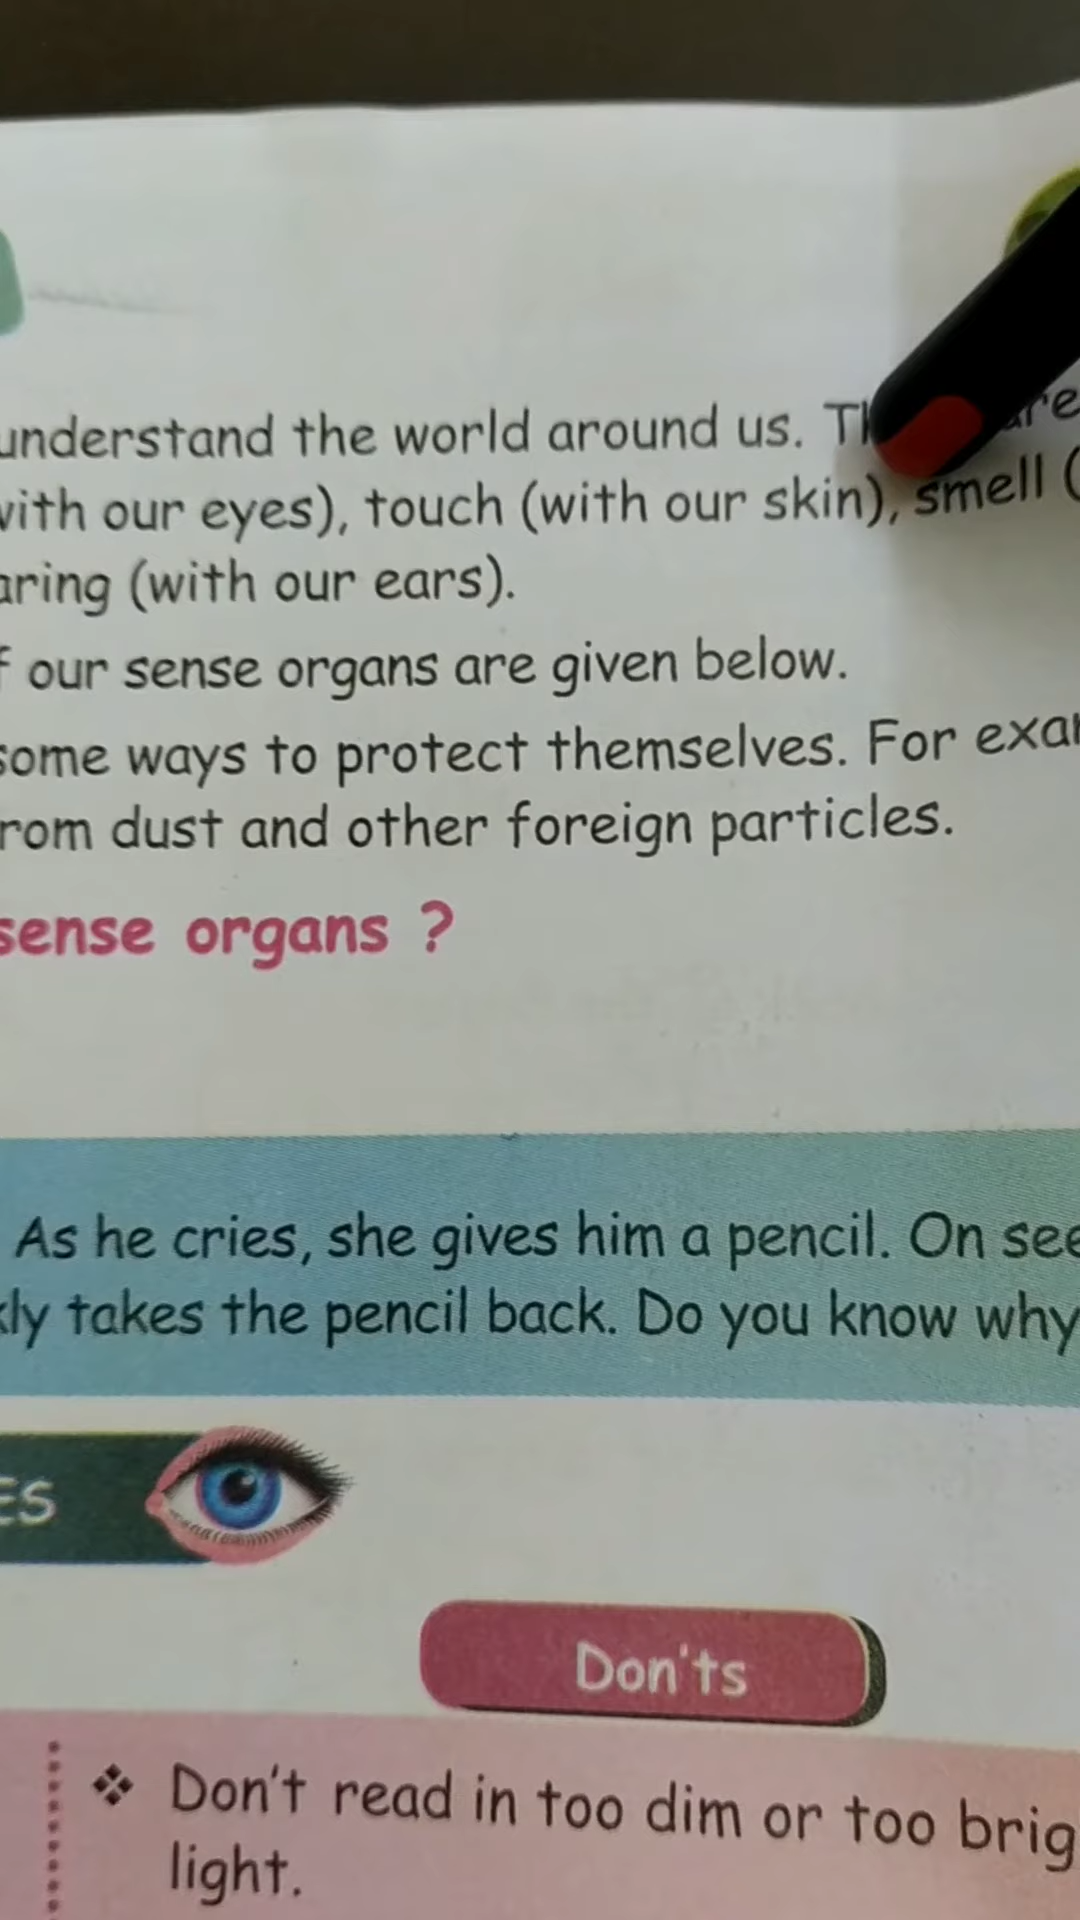 understand the world around us.
with our eyes), touch (with our skin), smell (
aring (with our ears).
f our sense organs are given below.
some ways to protect themselves. For exam
rom dust and other foreign particles.
sense organs ?
As he cries, she gives him a pencil. On see
kly takes the pencil back. Do you know why
ES
Don'ts
❖ Don't read in too dim or too brig
light.